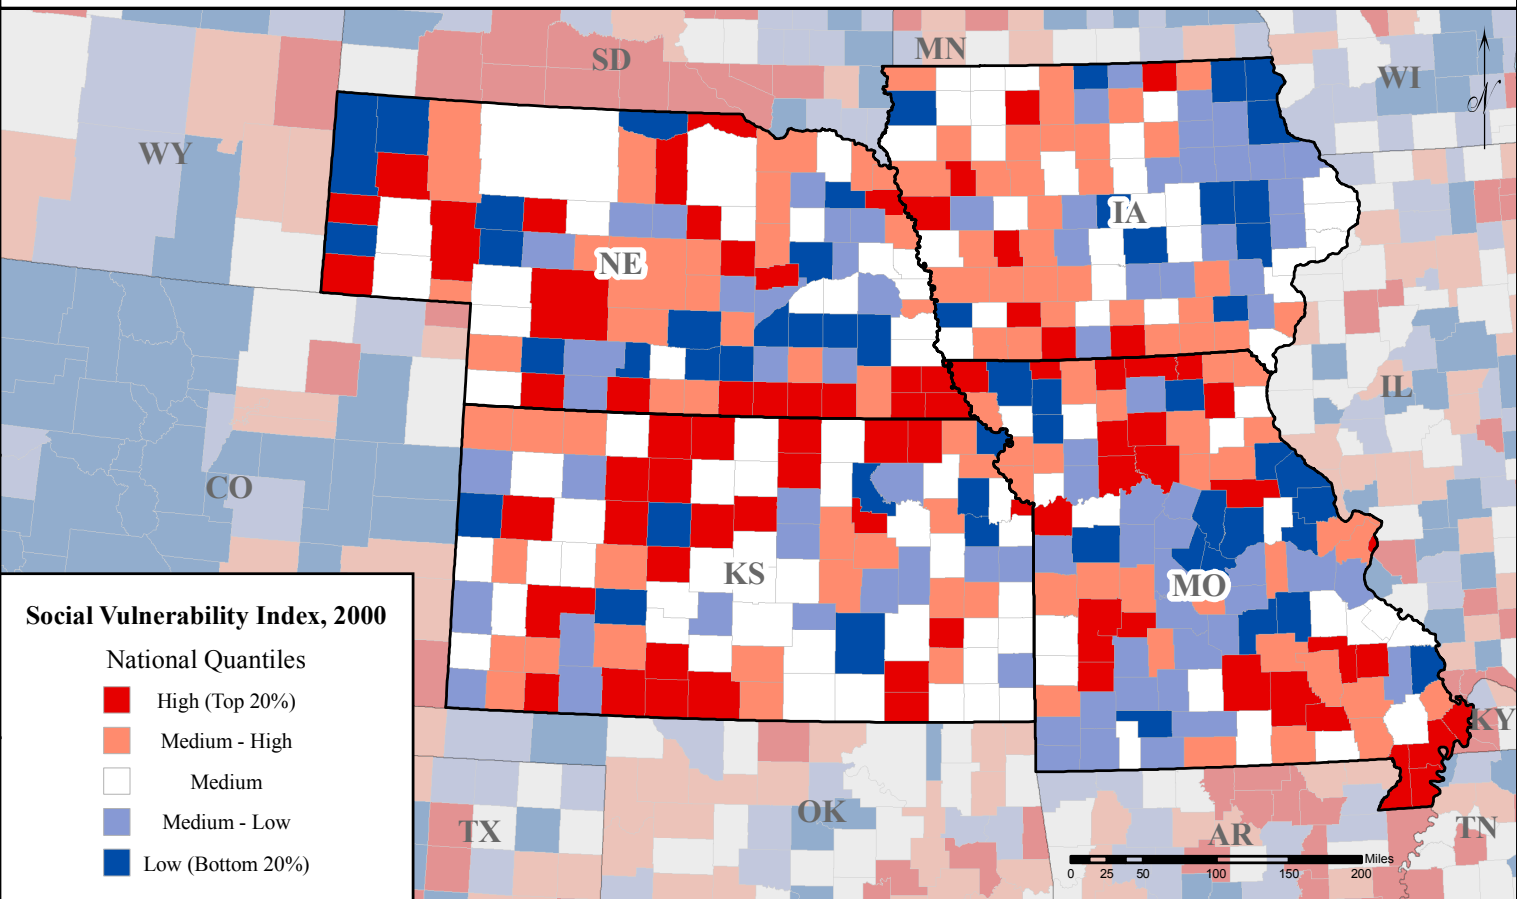 SD
MN
WI
N
WY
IA
NE
IL
CO
KS
MO
Social Vulnerability Index, 2000
National Quantiles
High (Top 20%)
Medium - High
Medium
Medium - Low
Low (Bottom 20%)
KY
TX
OK
AR
TN
Miles
0 25 50 100 150 200